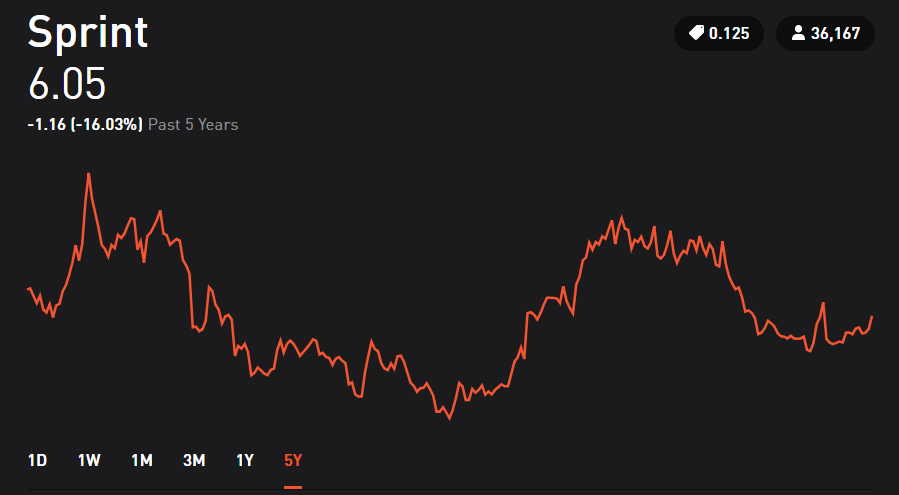 Sprint
0.125
36,167
6.05
-1.16 (-16.03%) Past 5 Years
1D 1W 1M 3M 1Y 5Y